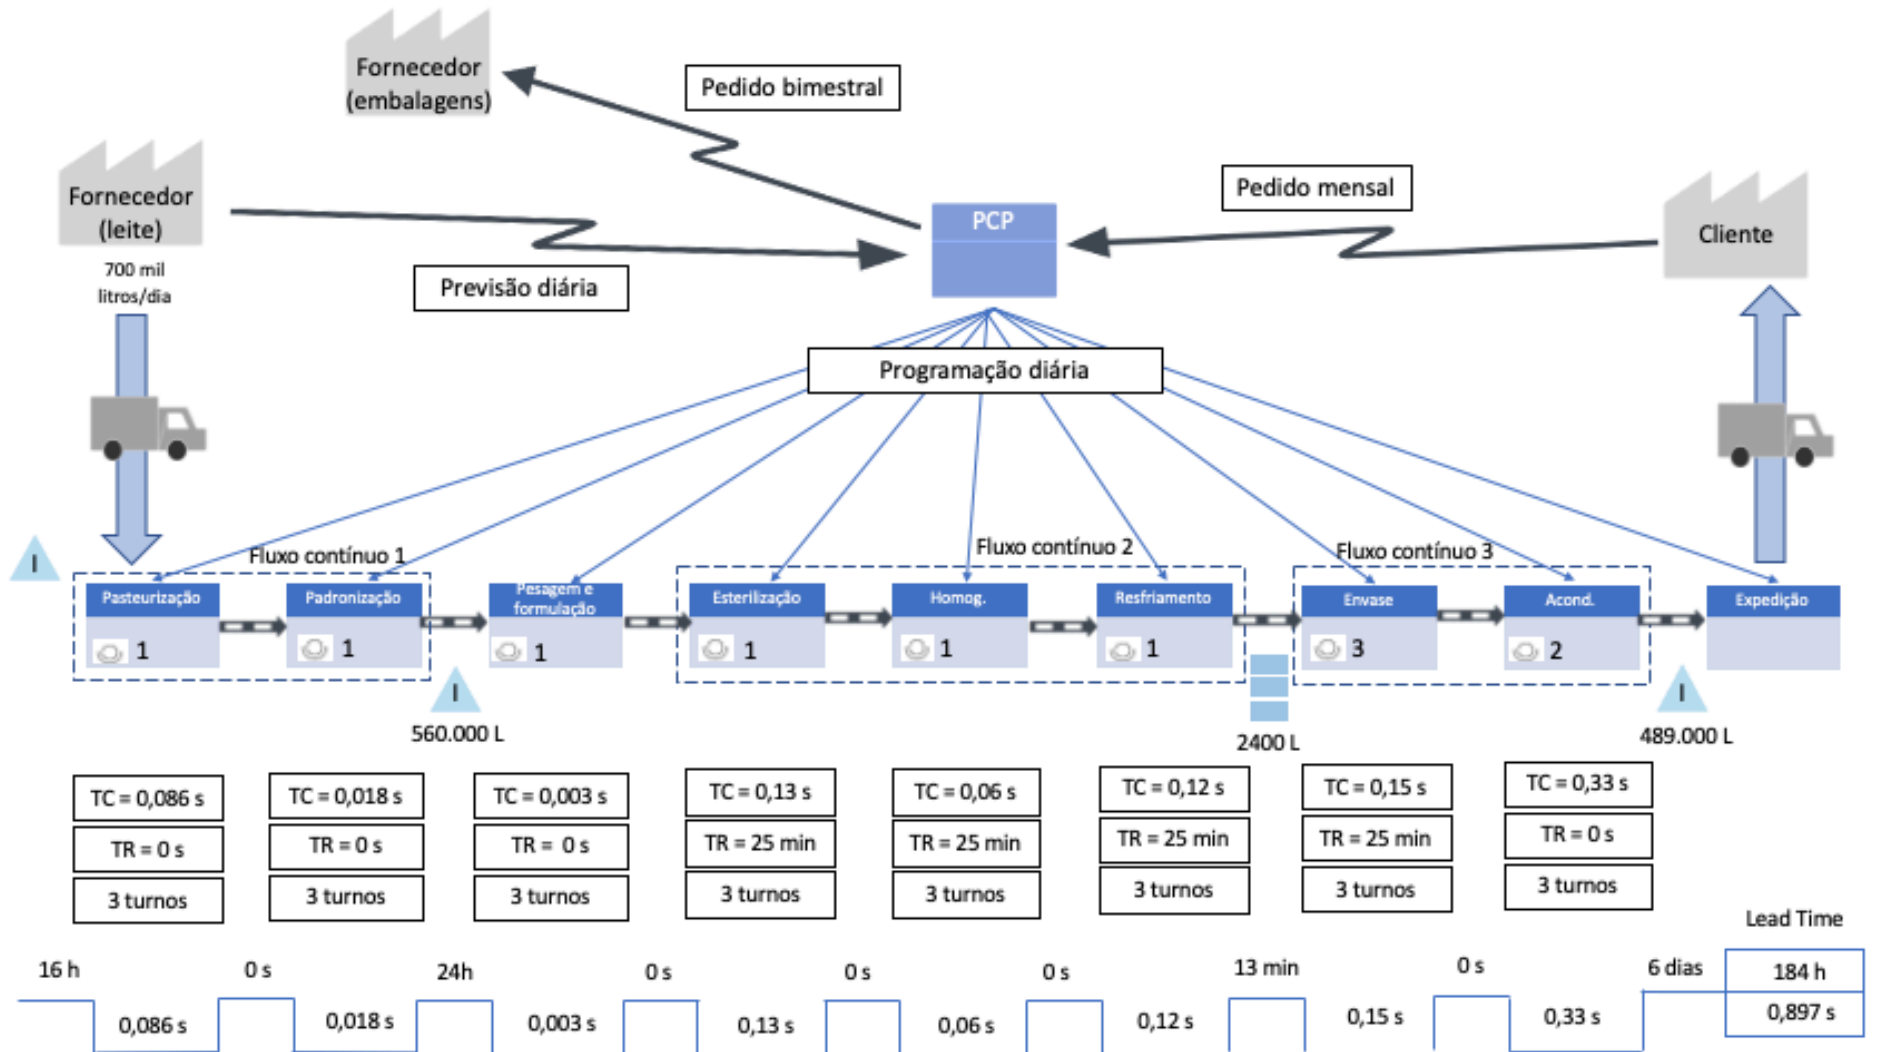 Fornecedor
(embalagens)
Pedido bimestral
Fornecedor
(leite)
700 mil
litros/dia
Previsão diária
PCP
Pedido mensal
Cliente
Programação diária
Fluxo contínuo 1
Fluxo contínuo 2
Fluxo contínuo 3
I
Pasteurização
1
Padronização
1
Pesagem e
formulação
1
Esterilização
1
Homog.
1
Resfriamento
1
Envase
3
Acond.
2
Expedição
I
560.000 L
2400 L
I
489.000 L
TC = 0,086 s
TR = 0 s
3 turnos
TC = 0,018 s
TR = 0 s
3 turnos
TC = 0,003 s
TR = 0 s
3 turnos
TC = 0,13 s
TR = 25 min
3 turnos
TC = 0,06 s
TR = 25 min
3 turnos
TC = 0,12 s
TR = 25 min
3 turnos
TC = 0,15 s
TR = 25 min
3 turnos
TC = 0,33 s
TR = 0 s
3 turnos
Lead Time
16 h
0 s
24h
0 s
0 s
0 s
13 min
0 s
6 dias
184 h
0,086 s
0,018 s
0,003 s
0,13 s
0,06 s
0,12 s
0,15 s
0,33 s
0,897 s